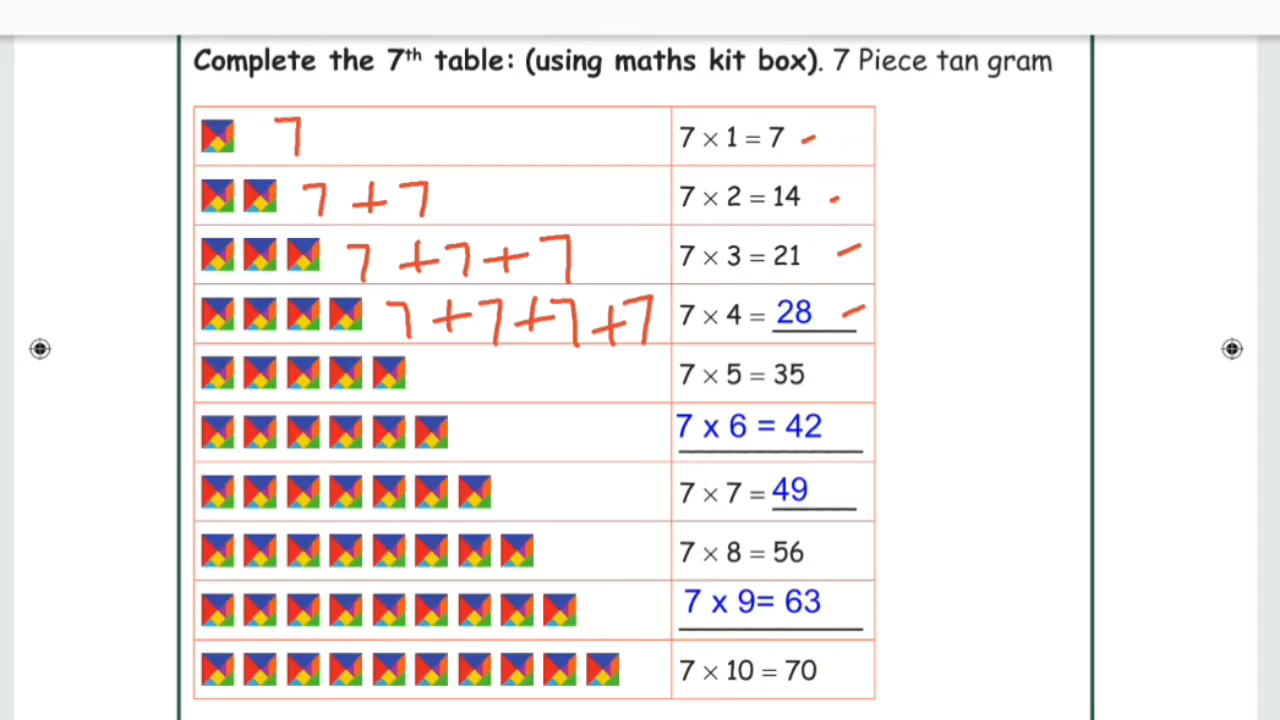 Complete the 7th table: (using maths kit box). 7 Piece tan gram
7 7 × 1 = 7
7 + 7 7 × 2 = 14
7 + 7 + 7 7 × 3 = 21
7 + 7 + 7 + 7 7 × 4 = 28
7 × 5 = 35
7 x 6 = 42
7 × 7 = 49
7 × 8 = 56
7 x 9= 63
7 × 10 = 70